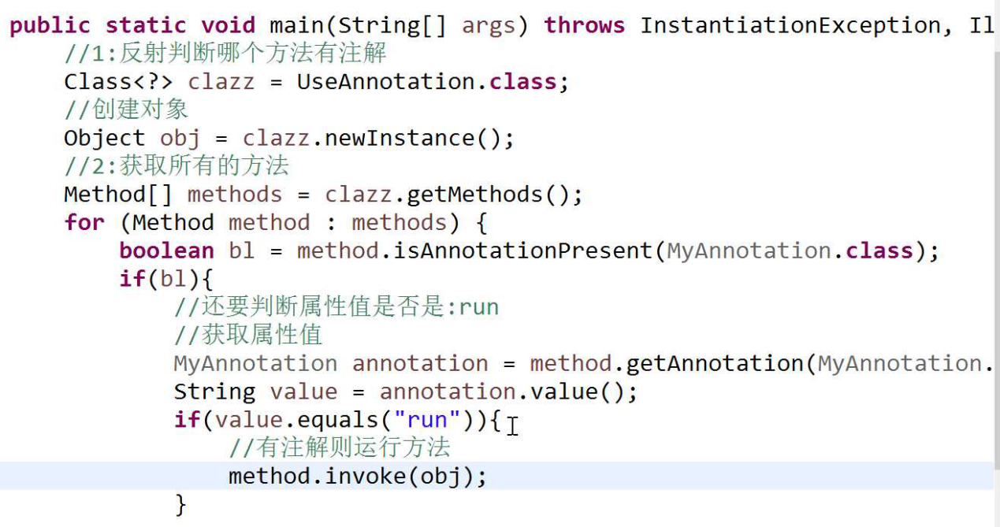 public static void main(String[] args) throws InstantiationException, Il
//1:反射判断哪个方法有注解
Class<?> clazz = UseAnnotation.class;
//创建对象
Object obj = clazz.newInstance();
//2:获取所有的方法
Method[] methods = clazz.getMethods();
for (Method method : methods) {
boolean bl = method.isAnnotationPresent(MyAnnotation.class);
if(bl){
//还要判断属性值是否是:run
//获取属性值
MyAnnotation annotation = method.getAnnotation(MyAnnotation.
String value = annotation.value();
if(value.equals("run")){
//有注解则运行方法
method.invoke(obj);
}